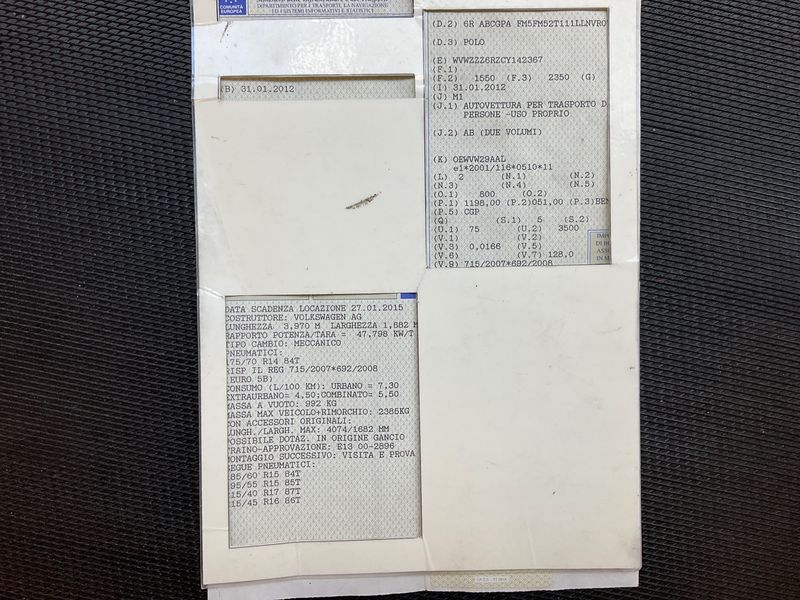 COMUNITÀ
EUROPEA
DIPARTIMENTO PER I TRASPORTI, LA NAVIGAZIONE
ED I SISTEMI INFORMATIVI E STATISTICI
(B) 31.01.2012
(D.2) 6R ABCGPA FM5FM52T111LLNVRO
(D.3) POLO
(E) WVWZZZ6RZCY142367
(F.1)
(F.2) 1550 (F.3) 2350 (G)
(I) 31.01.2012
(J) M1
(J.1) AUTOVETTURA PER TRASPORTO D
PERSONE -USO PROPRIO
(J.2) AB (DUE VOLUMI)
(K) OEWVW29AAL
e1*2001/116*0510*11
(L) 2 (N.1) (N.2)
(N.3) (N.4) (N.5)
(O.1) 800 (O.2)
(P.1) 1198,00 (P.2)051,00 (P.3)BEN
(P.5) CGP
(Q) (S.1) 5 (S.2)
(U.1) 75 (U.2) 3500
(V.1) (V.2)
(V.3) 0,0166 (V.5)
(V.6) (V.7) 128,0
(V.9) 715/2007*692/2008
DATA SCADENZA LOCAZIONE 27.01.2015
COSTRUTTORE: VOLKSWAGEN AG
LUNGHEZZA 3,970 M LARGHEZZA 1,682 M
RAPPORTO POTENZA/TARA = 47,798 KW/T
TIPO CAMBIO: MECCANICO
PNEUMATICI:
175/70 R14 84T
RISP IL REG 715/2007*692/2008
(EURO 5B)
CONSUMO (L/100 KM): URBANO = 7,30
EXTRAURBANO= 4,50;COMBINATO= 5,50
MASSA A VUOTO: 992 KG
MASSA MAX VEICOLO+RIMORCHIO: 2385KG
CON ACCESSORI ORIGINALI:
LUNGH./LARGH. MAX: 4074/1682 MM
POSSIBILE DOTAZ. IN ORIGINE GANCIO
TRAINO-APPROVAZIONE: E13 00-2896
MONTAGGIO SUCCESSIVO: VISITA E PROVA
SEGUE PNEUMATICI:
185/60 R15 84T
195/55 R15 85T
215/40 R17 87T
215/45 R16 86T